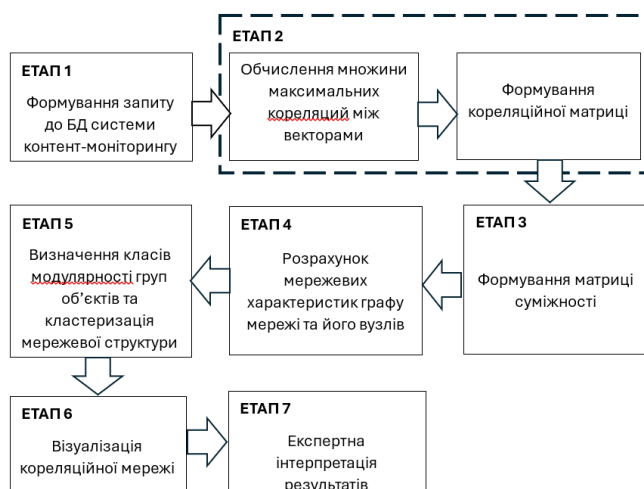 ЕТАП 1
Формування запиту
до БД системи
контент-моніторингу
ЕТАП 2
Обчислення множини
максимальних
кореляций між
векторами
Формування
кореляційної матриці
ЕТАП 3
Формування матриці
суміжності
ЕТАП 4
Розрахунок
мережевих
характеристик графу
мережі та його вузлів
ЕТАП 5
Визначення класів
модулярності груп
об'єктів та
кластеризація
мережевої структури
ЕТАП 6
Візуалізація
кореляційної мережі
ЕТАП 7
Експертна
інтерпретація
результатів